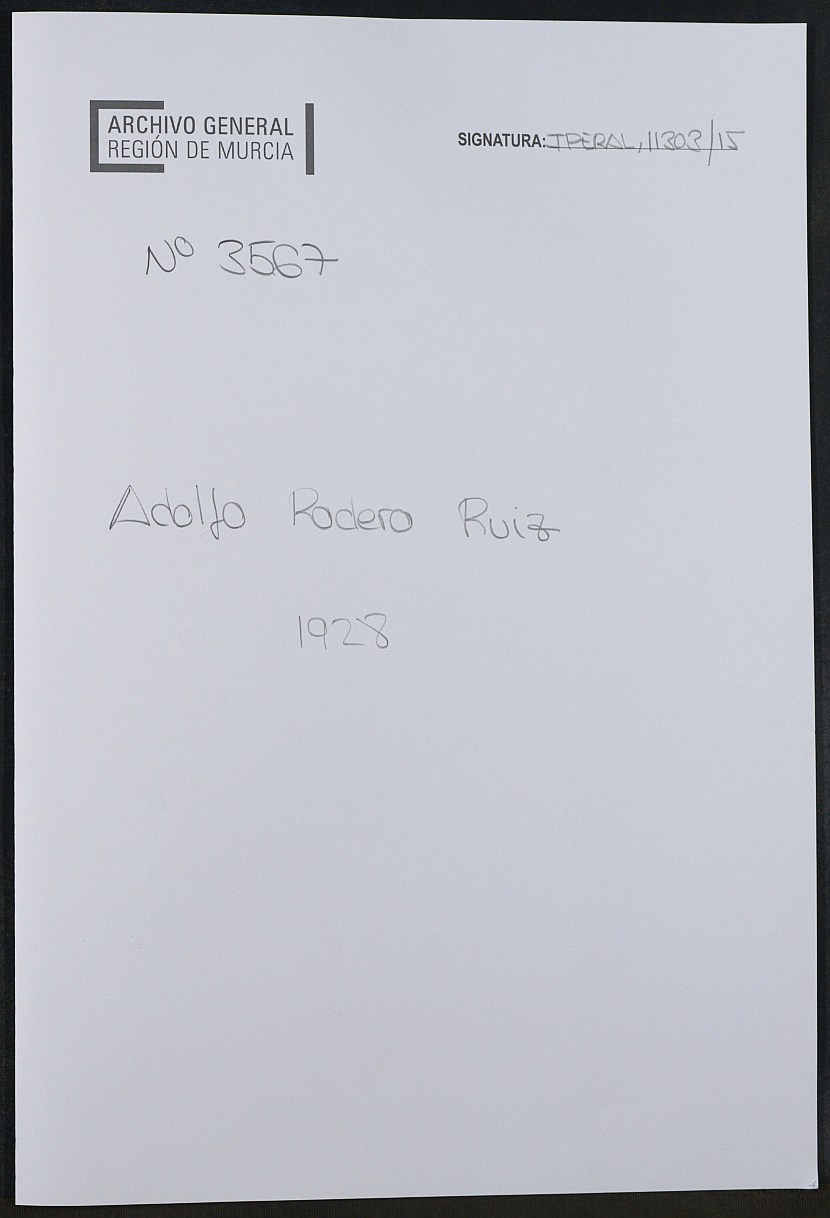 ARCHIVO GENERAL
REGIÓN DE MURCIA
SIGNATURA: IPERAL, 11303/15
Nº 3567
Adolfo Rodero Ruiz
1928